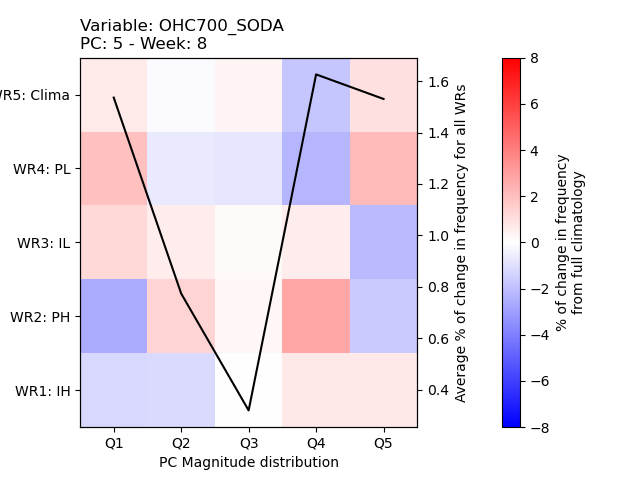 Variable: OHC700_SODA
PC: 5 - Week: 8
WR5: Clima
WR4: PL
WR3: IL
WR2: PH
WR1: IH
Q1 Q2 Q3 Q4 Q5
PC Magnitude distribution
1.6
1.4
1.2
1.0
0.8
0.6
0.4
Average % of change in frequency for all WRs
8
6
4
2
0
−2
−4
−6
−8
% of change in frequency
from full climatology